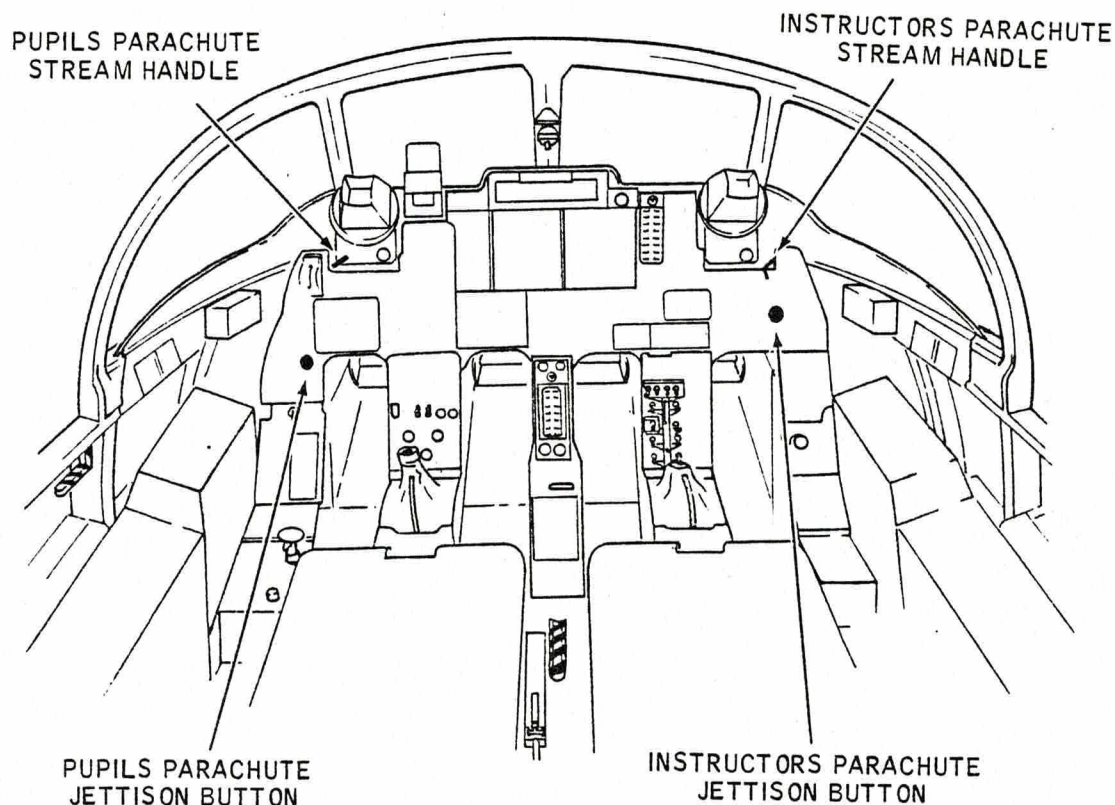 PUPILS PARACHUTE
STREAM HANDLE
INSTRUCTORS PARACHUTE
STREAM HANDLE
PUPILS PARACHUTE
JETTISON BUTTON
INSTRUCTORS PARACHUTE
JETTISON BUTTON